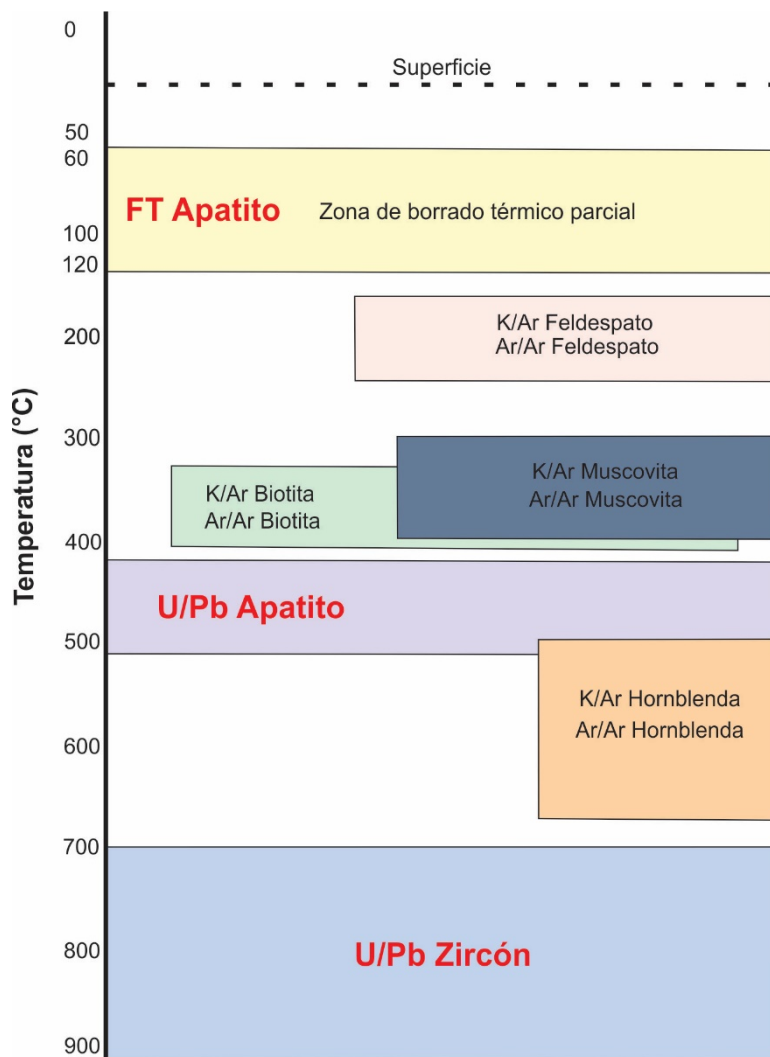 0
Superficie
50
60
FT Apatito
Zona de borrado térmico parcial
100
120
K/Ar Feldespato
200
Ar/Ar Feldespato
Temperatura (°C)
300
K/Ar Muscovita
K/Ar Biotita
Ar/Ar Muscovita
Ar/Ar Biotita
400
U/Pb Apatito
500
K/Ar Hornblenda
Ar/Ar Hornblenda
600
700
U/Pb Zircón
800
900